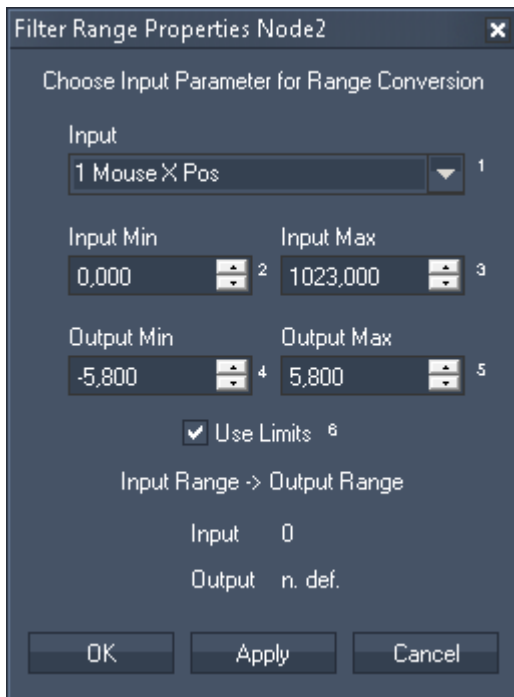 Filter Range Properties Node2
Choose Input Parameter for Range Conversion
Input
1 Mouse X Pos 1
Input Min Input Max
0,000 2 1023,000 3
Output Min Output Max
-5,800 4 5,800 5
Use Limits 6
Input Range -> Output Range
Input 0
Output n. def.
OK Apply Cancel